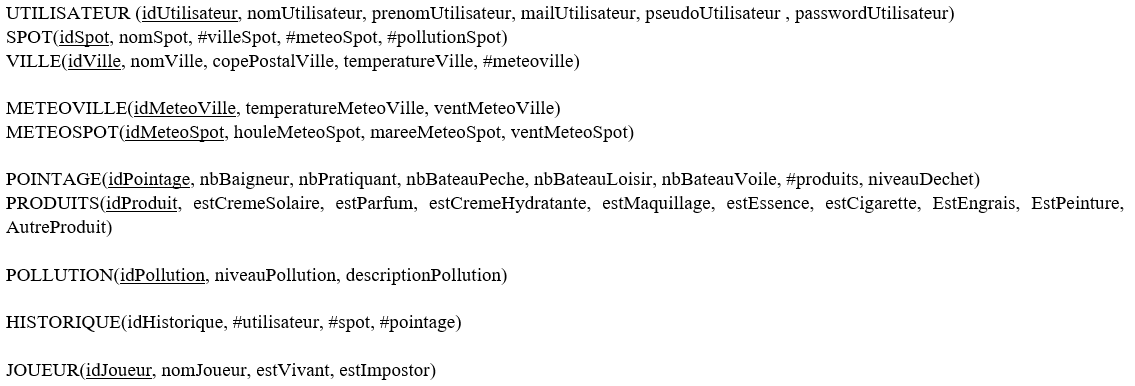 UTILISATEUR (idUtilisateur, nomUtilisateur, prenomUtilisateur, mailUtilisateur, pseudoUtilisateur , passwordUtilisateur)
SPOT(idSpot, nomSpot, #villeSpot, #meteoSpot, #pollutionSpot)
VILLE(idVille, nomVille, copePostalVille, temperatureVille, #meteoville)
METEOVILLE(idMeteoVille, temperatureMeteoVille, ventMeteoVille)
METEOSPOT(idMeteoSpot, houleMeteoSpot, mareeMeteoSpot, ventMeteoSpot)
POINTAGE(idPointage, nbBaigneur, nbPratiquant, nbBateauPeche, nbBateauLoisir, nbBateauVoile, #produits, niveauDechet)
PRODUITS(idProduit, estCremeSolaire, estParfum, estCremeHydratante, estMaquillage, estEssence, estCigarette, EstEngrais, EstPeinture,
AutreProduit)
POLLUTION(idPollution, niveauPollution, descriptionPollution)
HISTORIQUE(idHistorique, #utilisateur, #spot, #pointage)
JOUEUR(idJoueur, nomJoueur, estVivant, estImpostor)